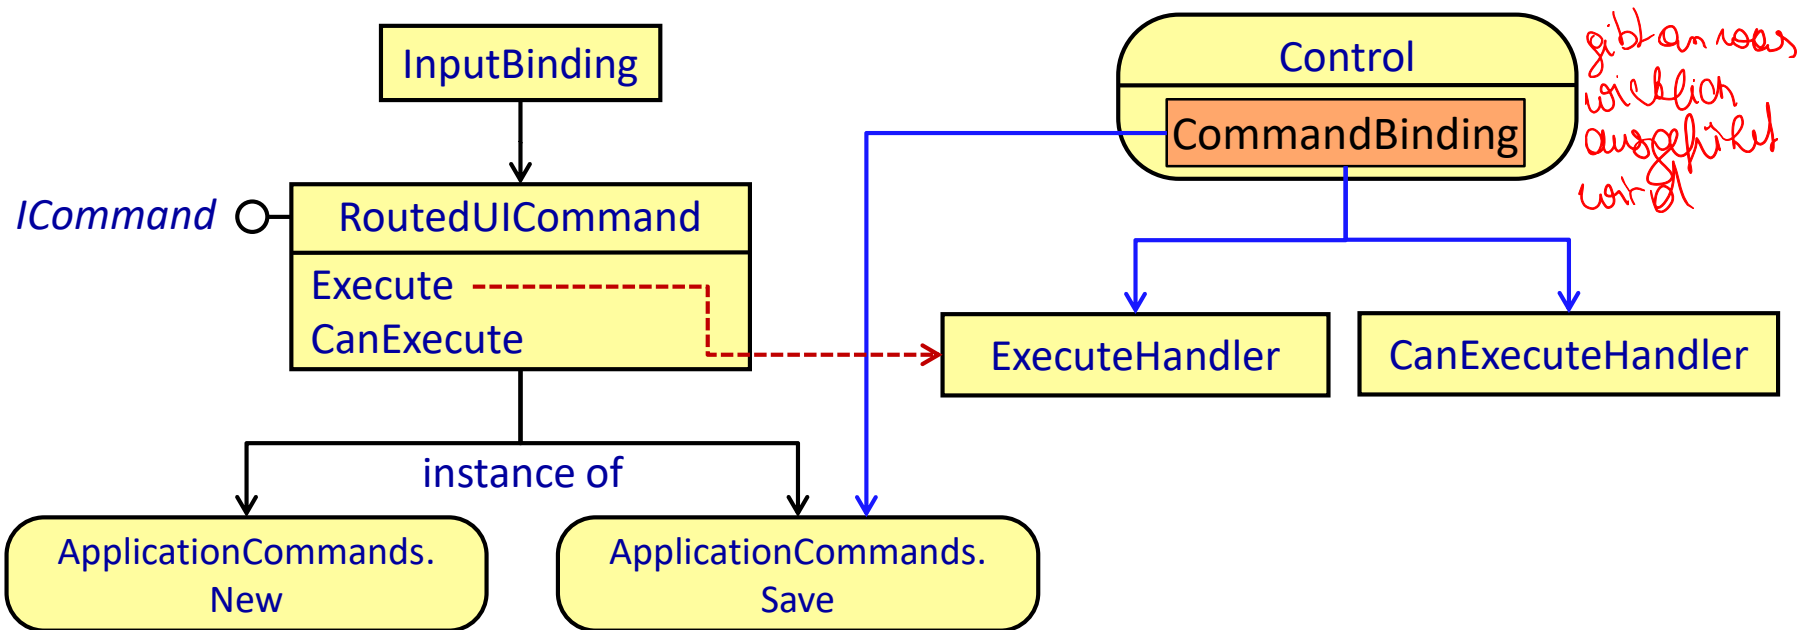 InputBinding
Control
CommandBinding
gibt an was
wirklich
ausgeführt
wird
ICommand
RoutedUICommand
Execute
CanExecute
ExecuteHandler
CanExecuteHandler
instance of
ApplicationCommands.
New
ApplicationCommands.
Save